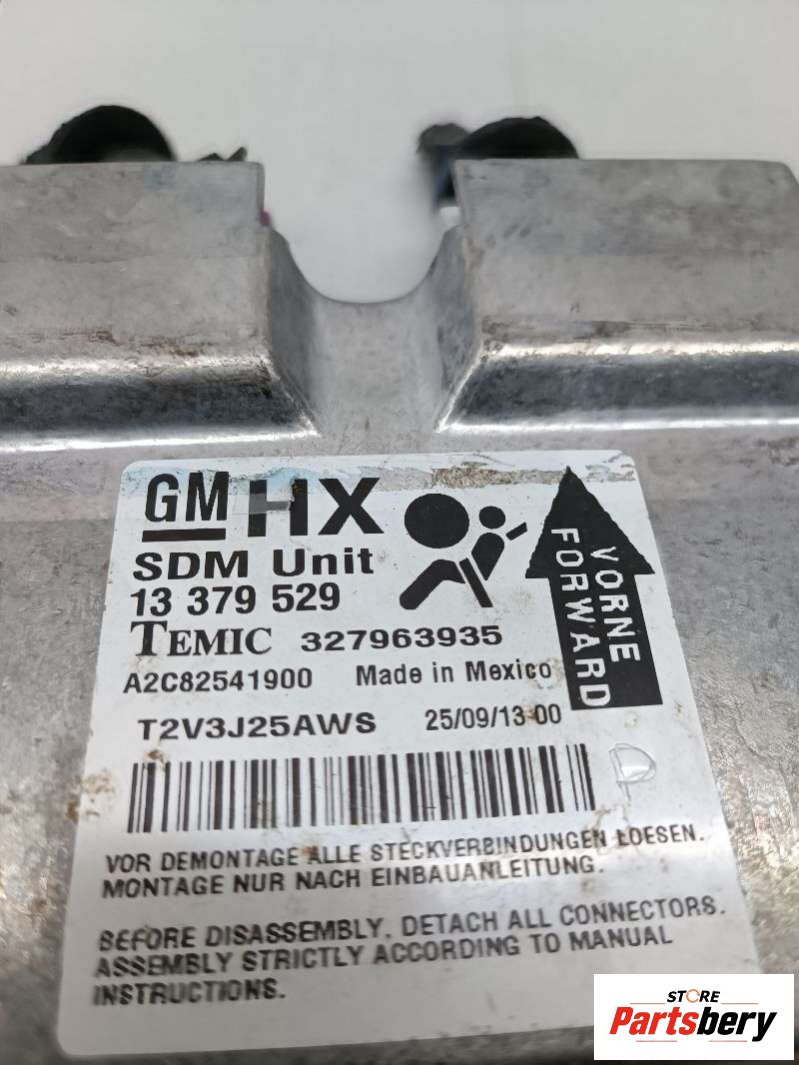 GM HX
SDM Unit
13 379 529
TEMIC 327963935
A2C82541900 Made in Mexico
T2V3J25AWS 25/09/13 00
VORNE
FORWARD
VOR DEMONTAGE ALLE STECKVERBINDUNGEN LOESEN.
MONTAGE NUR NACH EINBAUANLEITUNG.
BEFORE DISASSEMBLY, DETACH ALL CONNECTORS.
ASSEMBLY STRICTLY ACCORDING TO MANUAL
INSTRUCTIONS.
STORE
Partsbery